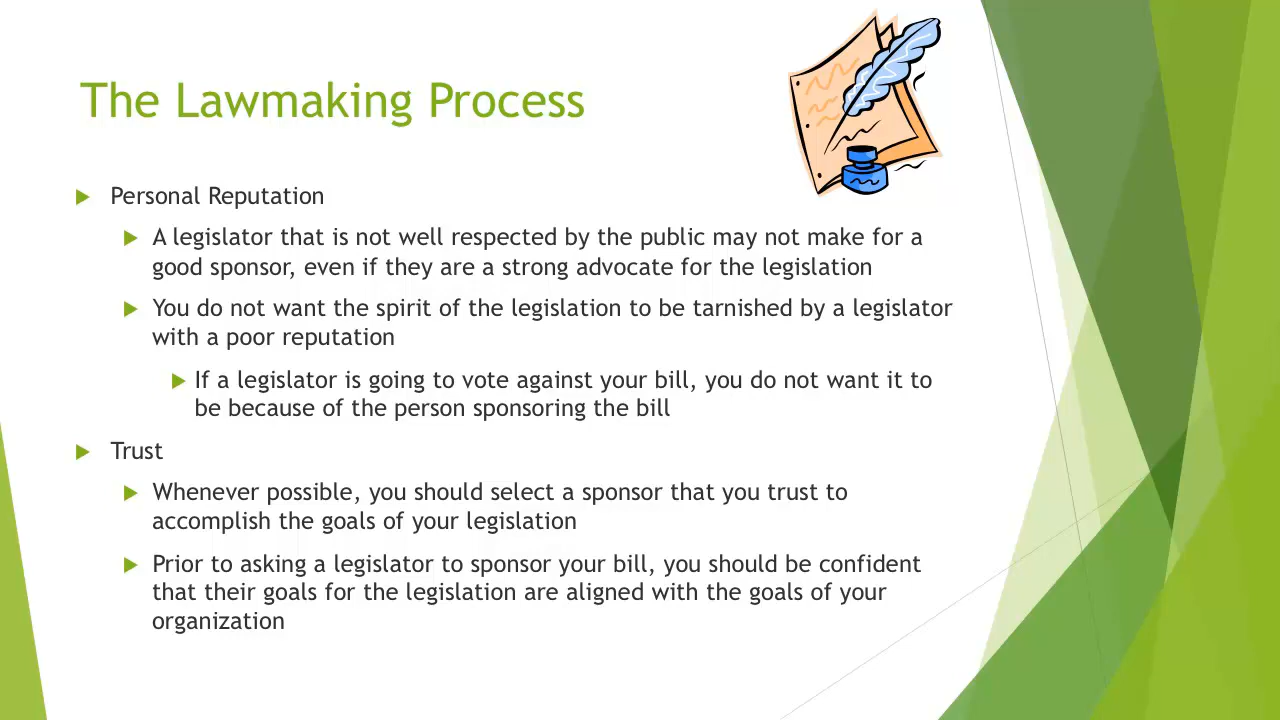 The Lawmaking Process
Personal Reputation
A legislator that is not well respected by the public may not make for a
good sponsor, even if they are a strong advocate for the legislation
You do not want the spirit of the legislation to be tarnished by a legislator
with a poor reputation
If a legislator is going to vote against your bill, you do not want it to
be because of the person sponsoring the bill
Trust
Whenever possible, you should select a sponsor that you trust to
accomplish the goals of your legislation
Prior to asking a legislator to sponsor your bill, you should be confident
that their goals for the legislation are aligned with the goals of your
organization